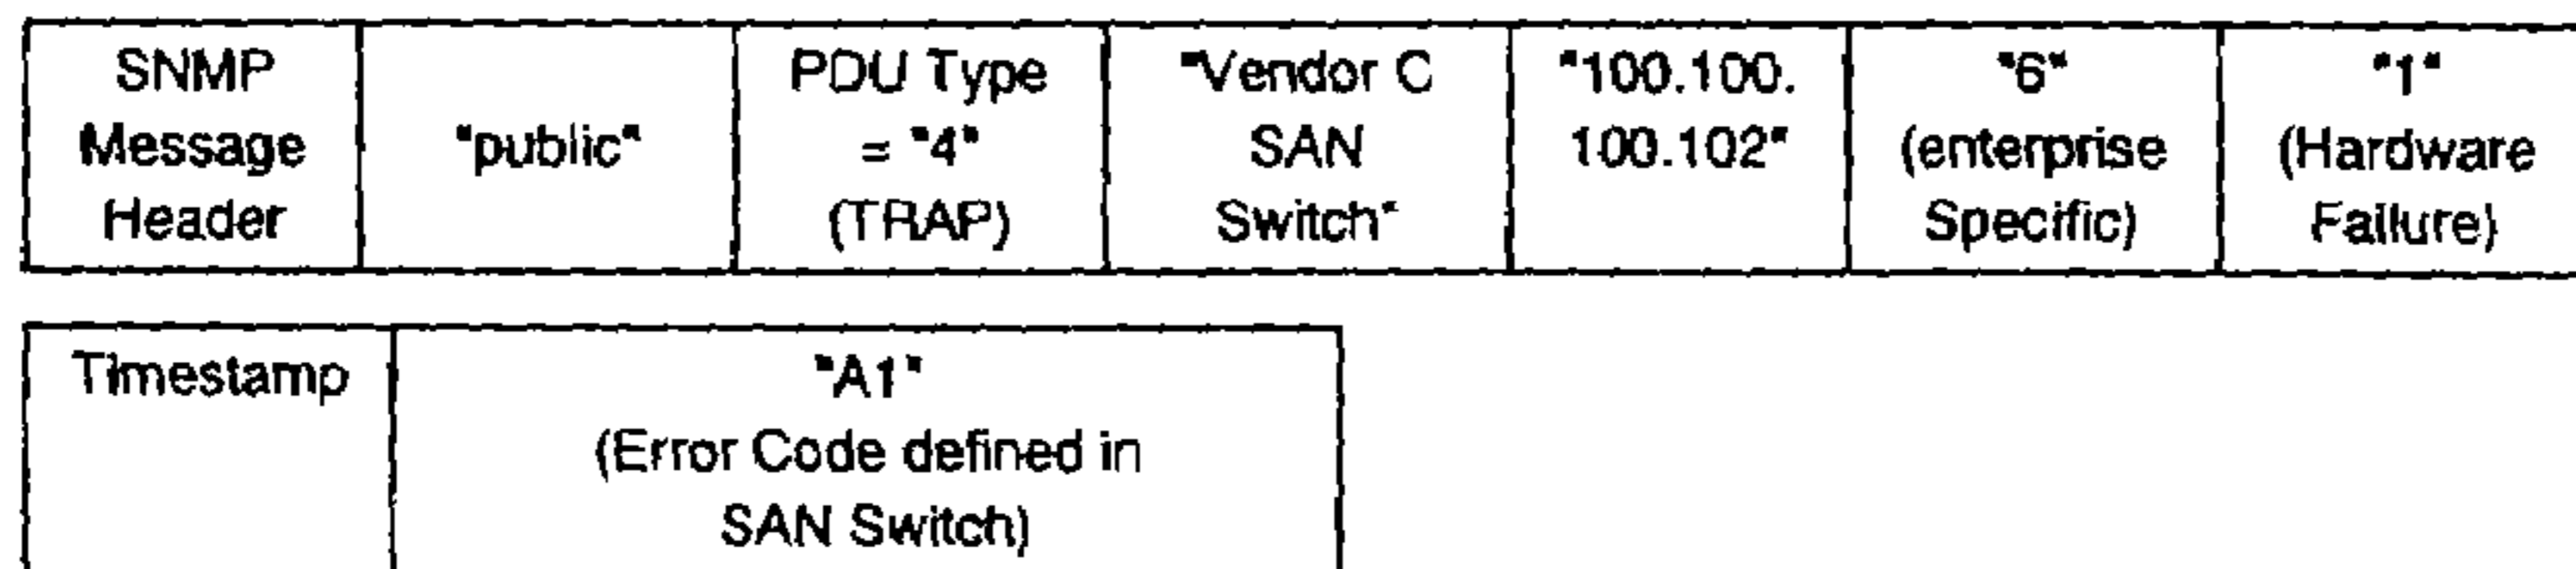 SNMP
Message
Header
"public"
PDU Type
= "4"
(TRAP)
"Vendor C
SAN
Switch"
"100.100.
100.102"
"6"
(enterprise
Specific)
"1"
(Hardware
Failure)
Timestamp
"A1"
(Error Code defined in
SAN Switch)